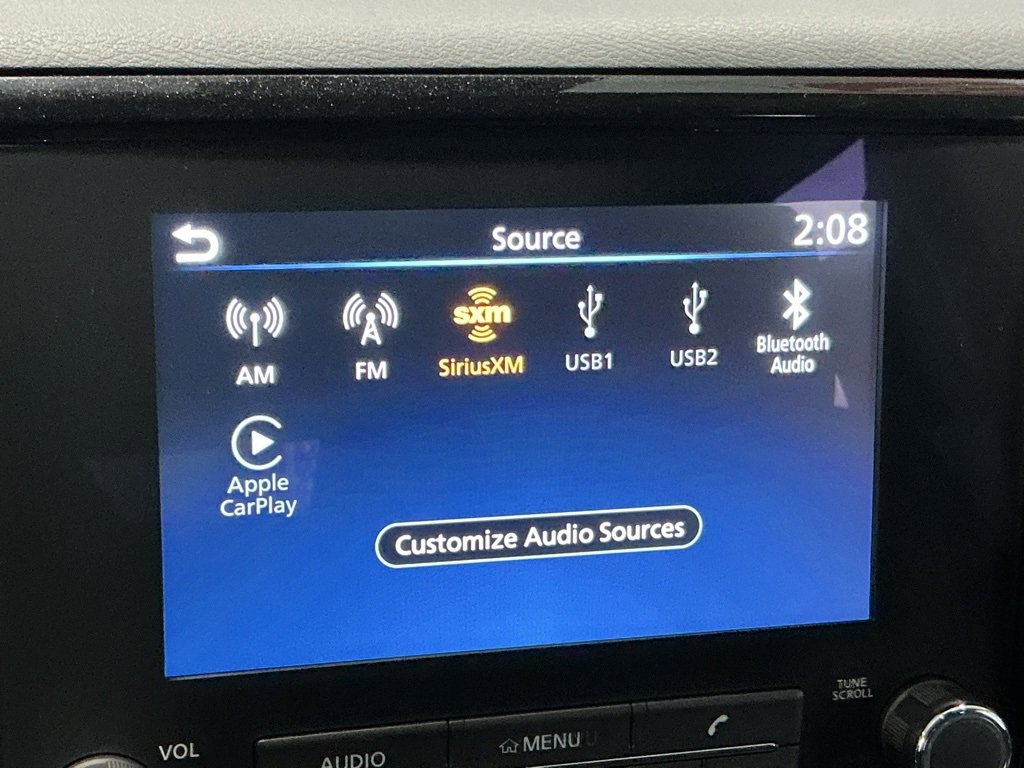 Source
2:08
sxm
AM
FM
SiriusXM
USB1
USB2
Bluetooth
Audio
Apple
CarPlay
Customize Audio Sources
TUNE
SCROLL
VOL
AUDIO
MENU